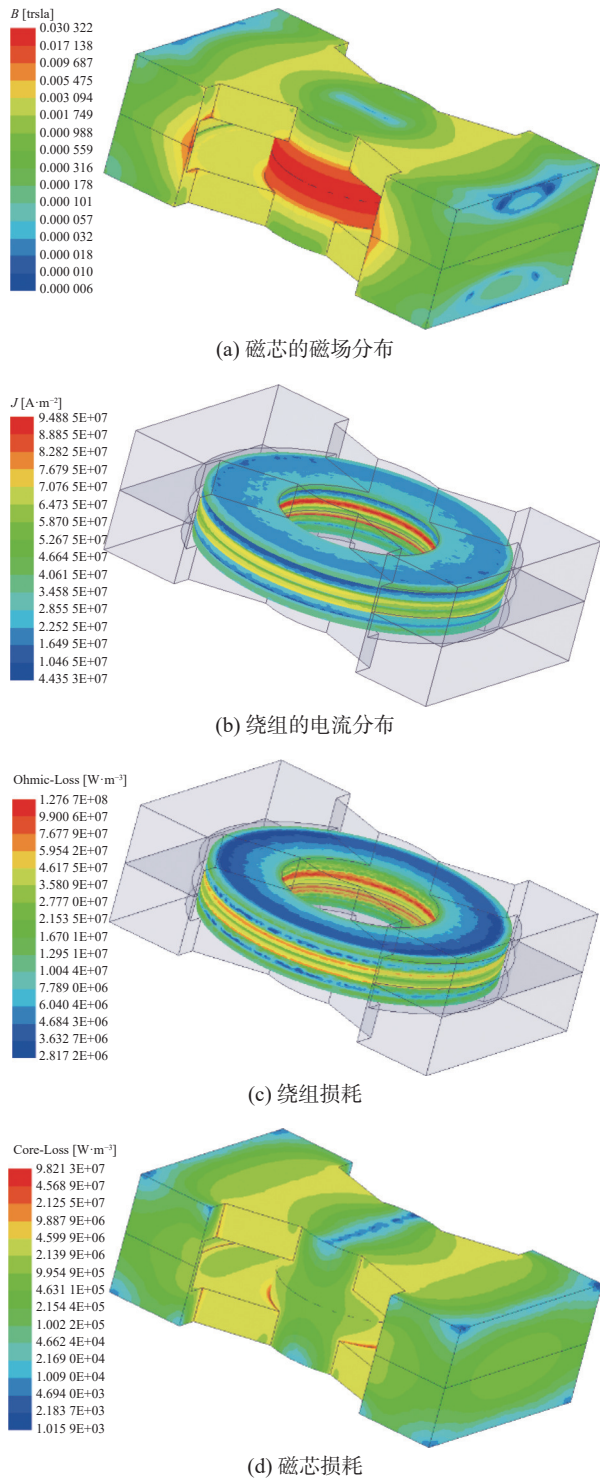 B [trsla]
0.030 322
0.017 138
0.009 687
0.005 475
0.003 094
0.001 749
0.000 988
0.000 559
0.000 316
0.000 178
0.000 101
0.000 057
0.000 032
0.000 018
0.000 010
0.000 006
(a) 磁芯的磁场分布
J [A·m⁻²]
9.488 5E+07
8.885 5E+07
8.282 5E+07
7.679 5E+07
7.076 5E+07
6.473 5E+07
5.870 5E+07
5.267 5E+07
4.664 5E+07
4.061 5E+07
3.458 5E+07
2.855 5E+07
2.252 5E+07
1.649 5E+07
1.046 5E+07
4.435 3E+07
(b) 绕组的电流分布
Ohmic-Loss [W·m⁻³]
1.276 7E+08
9.900 6E+07
7.677 9E+07
5.954 2E+07
4.617 5E+07
3.580 9E+07
2.777 0E+07
2.153 5E+07
1.670 1E+07
1.295 1E+07
1.004 4E+07
7.789 0E+06
6.040 4E+06
4.684 3E+06
3.632 7E+06
2.817 2E+06
(c) 绕组损耗
Core-Loss [W·m⁻³]
9.821 3E+07
4.568 9E+07
2.125 5E+07
9.887 9E+06
4.599 9E+06
2.139 9E+06
9.954 9E+05
4.631 1E+05
2.154 4E+05
1.002 2E+05
4.662 4E+04
2.169 0E+04
1.009 0E+04
4.694 0E+03
2.183 7E+03
1.015 9E+03
(d) 磁芯损耗